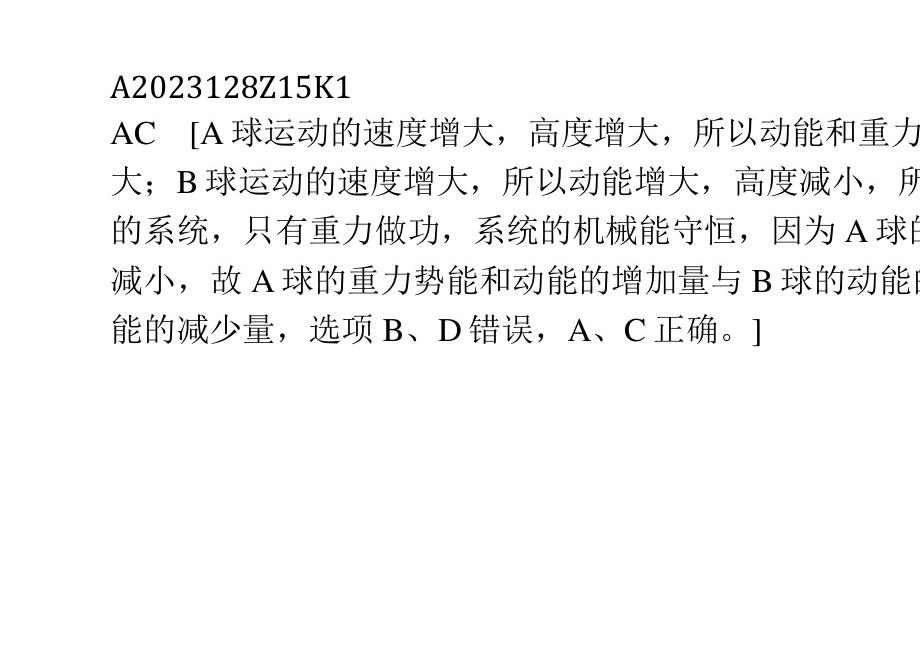 A2023128Z15K1
AC [A 球运动的速度增大，高度增大，所以动能和重力
大；B 球运动的速度增大，所以动能增大，高度减小，所
的系统，只有重力做功，系统的机械能守恒，因为 A 球的
减小，故 A 球的重力势能和动能的增加量与 B 球的动能的
能的减少量，选项 B、D 错误，A、C 正确。]